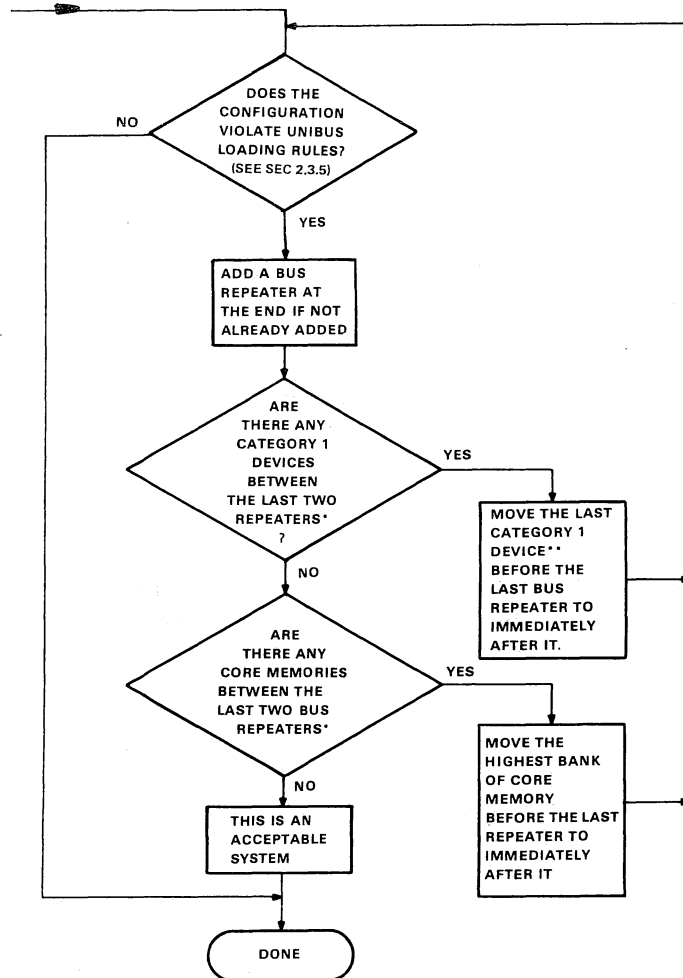 DOES THE
CONFIGURATION
VIOLATE UNIBUS
LOADING RULES?
(SEE SEC 2.3.5)
NO
YES
ADD A BUS
REPEATER AT
THE END IF NOT
ALREADY ADDED
ARE
THERE ANY
CATEGORY 1
DEVICES
BETWEEN
THE LAST TWO
REPEATERS*
?
YES
NO
MOVE THE LAST
CATEGORY 1
DEVICE**
BEFORE THE
LAST BUS
REPEATER TO
IMMEDIATELY
AFTER IT.
ARE
THERE ANY
CORE MEMORIES
BETWEEN THE
LAST TWO BUS
REPEATERS*
YES
NO
MOVE THE
HIGHEST BANK
OF CORE
MEMORY
BEFORE THE LAST
REPEATER TO
IMMEDIATELY
AFTER IT
THIS IS AN
ACCEPTABLE
SYSTEM
DONE